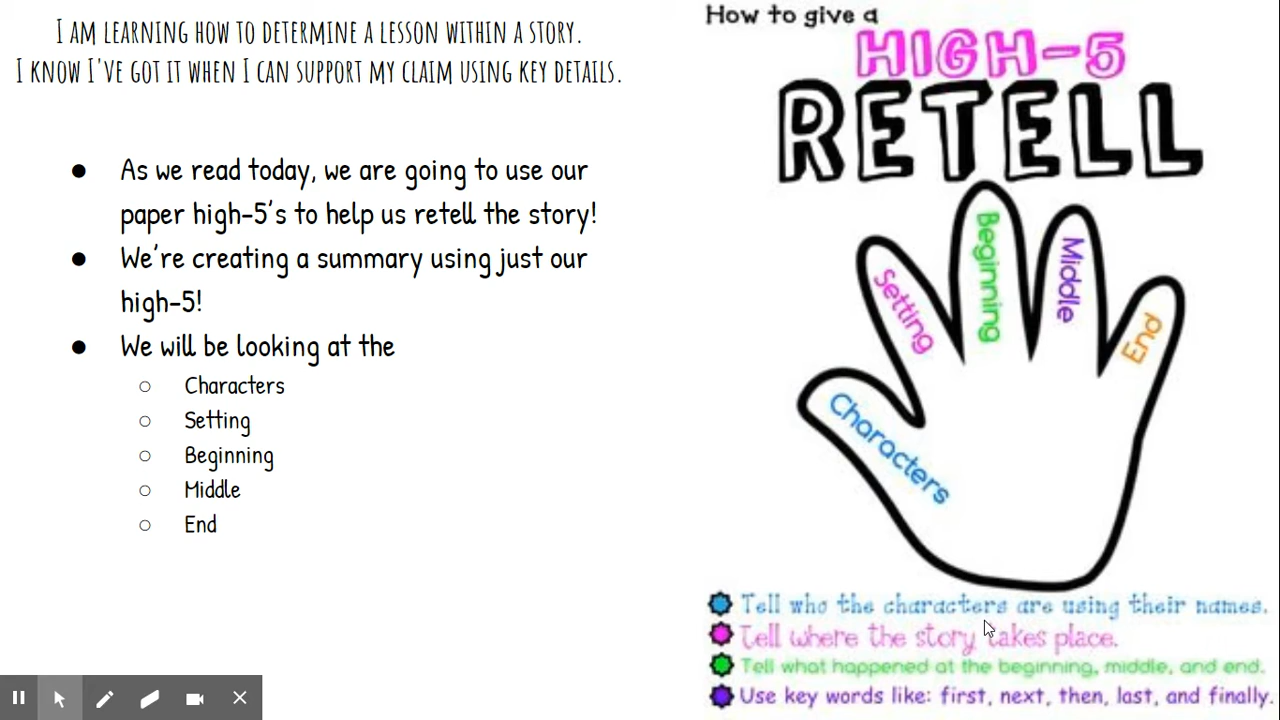 I AM LEARNING HOW TO DETERMINE A LESSON WITHIN A STORY.
I KNOW I'VE GOT IT WHEN I CAN SUPPORT MY CLAIM USING KEY DETAILS.
● As we read today, we are going to use our
paper high-5's to help us retell the story!
● We're creating a summary using just our
high-5!
● We will be looking at the
○ Characters
○ Setting
○ Beginning
○ Middle
○ End
How to give a
HIGH-5
RETELL
Characters
Setting
Beginning
Middle
End
Tell who the characters are using their names.
Tell where the story takes place.
Tell what happened at the beginning, middle, and end.
Use key words like: first, next, then, last, and finally.